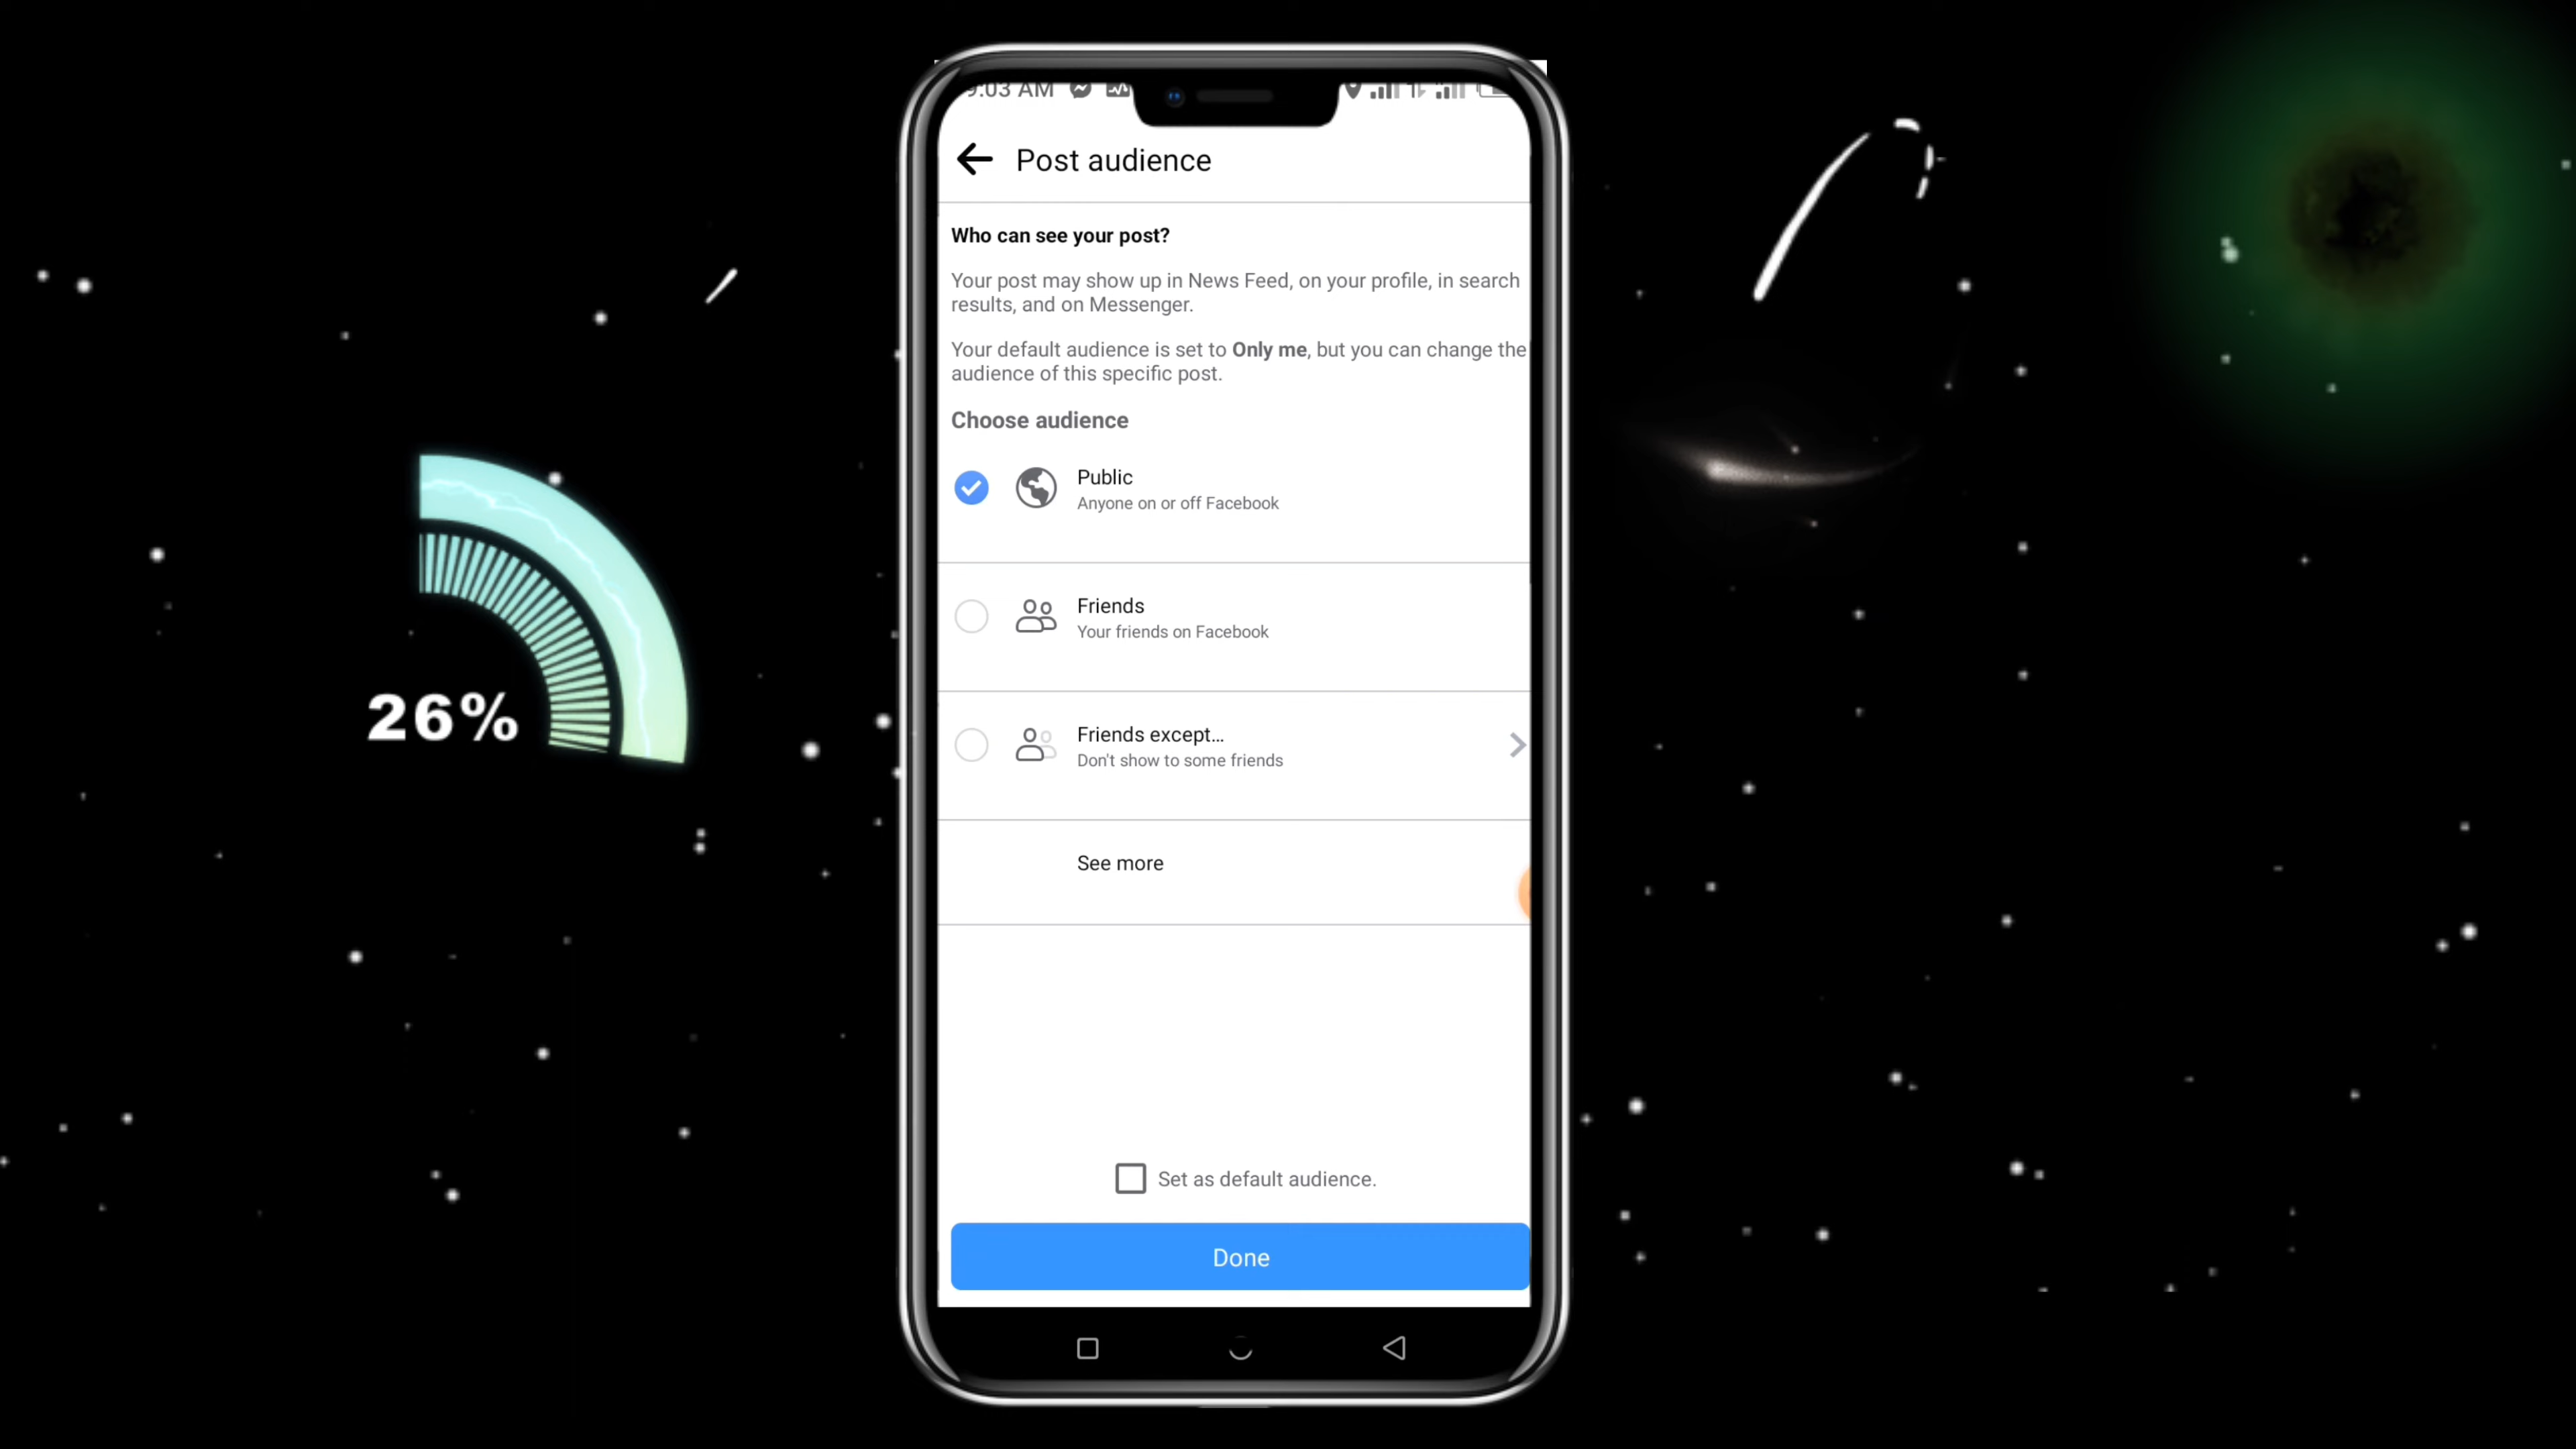 9:03 AM
Post audience
Who can see your post?
Your post may show up in News Feed, on your profile, in search
results, and on Messenger.
Your default audience is set to Only me, but you can change the
audience of this specific post.
Choose audience
Public
Anyone on or off Facebook
Friends
Your friends on Facebook
26%
Friends except...
Don't show to some friends
See more
Set as default audience.
Done